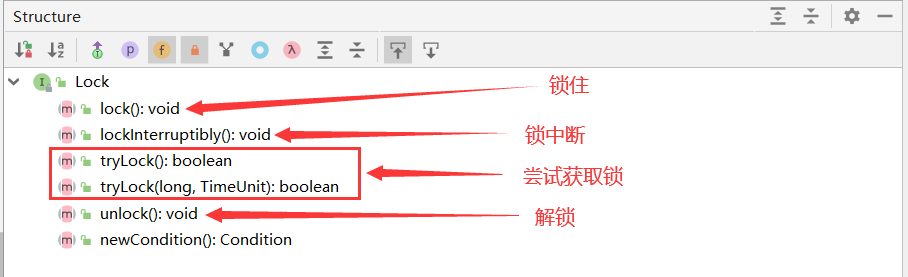 Structure
Lock
lock(): void
锁住
lockInterruptibly(): void
锁中断
tryLock(): boolean
tryLock(long, TimeUnit): boolean
尝试获取锁
unlock(): void
解锁
newCondition(): Condition